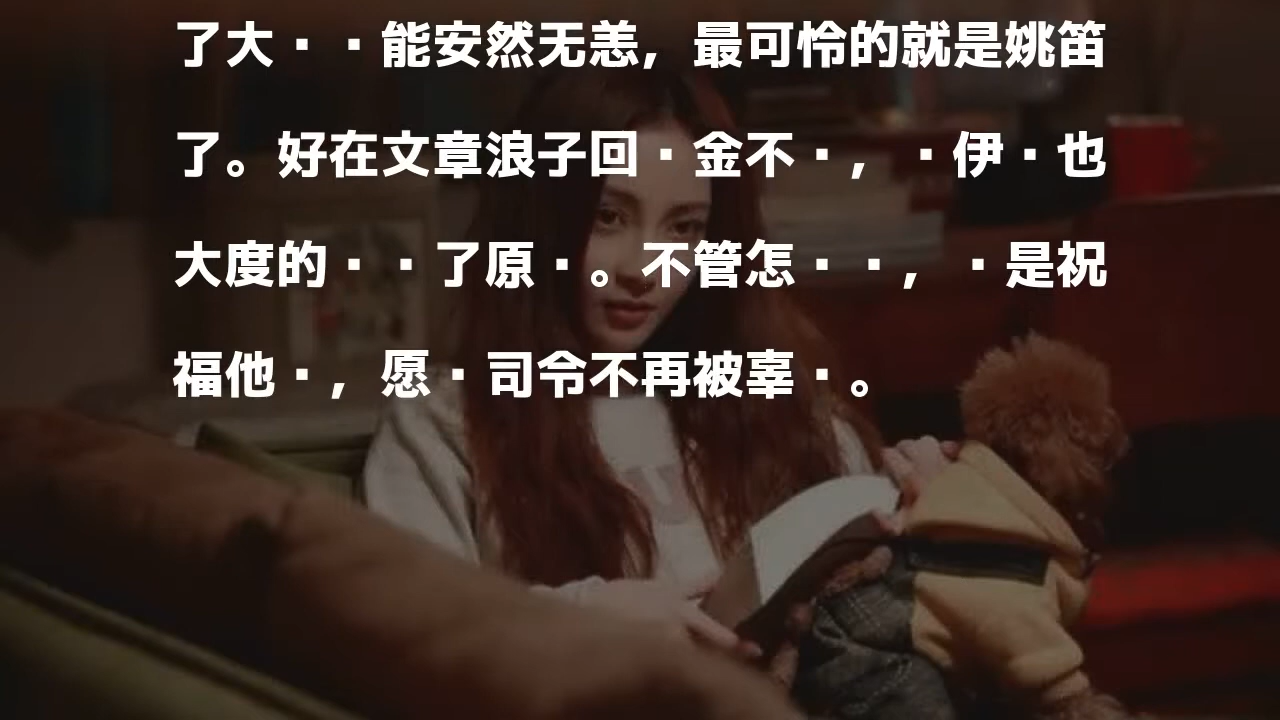 了大··能安然无恙，最可怜的就是姚笛
了。好在文章浪子回·金不·，·伊·也
大度的··了原·。不管怎··，·是祝
福他·，愿·司令不再被辜·。